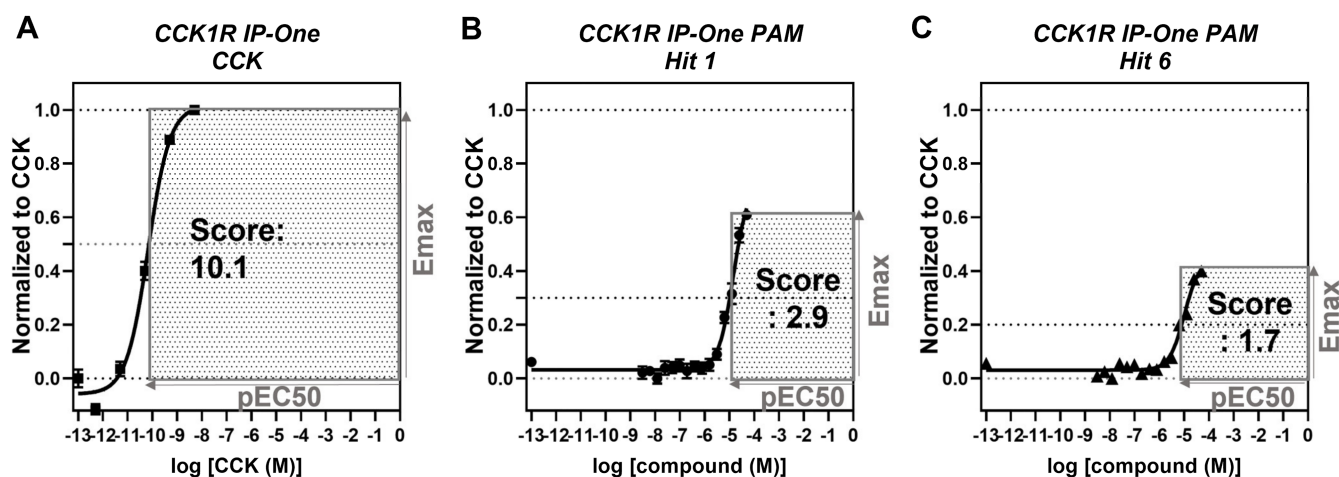 A
CCK1R IP-One
CCK
Normalized to CCK
1.0
0.8
0.6
0.4
0.2
0.0
Score:
10.1
Emax
pEC50
-13 -12 -11 -10 -9 -8 -7 -6 -5 -4 -3 -2 -1 0
log [CCK (M)]
B
CCK1R IP-One PAM
Hit 1
Normalized to CCK
1.0
0.8
0.6
0.4
0.2
0.0
Score
: 2.9
Emax
pEC50
-13 -12 -11 -10 -9 -8 -7 -6 -5 -4 -3 -2 -1 0
log [compound (M)]
C
CCK1R IP-One PAM
Hit 6
Normalized to CCK
1.0
0.8
0.6
0.4
0.2
0.0
Score
: 1.7
Emax
pEC50
-13 -12 -11 -10 -9 -8 -7 -6 -5 -4 -3 -2 -1 0
log [compound (M)]